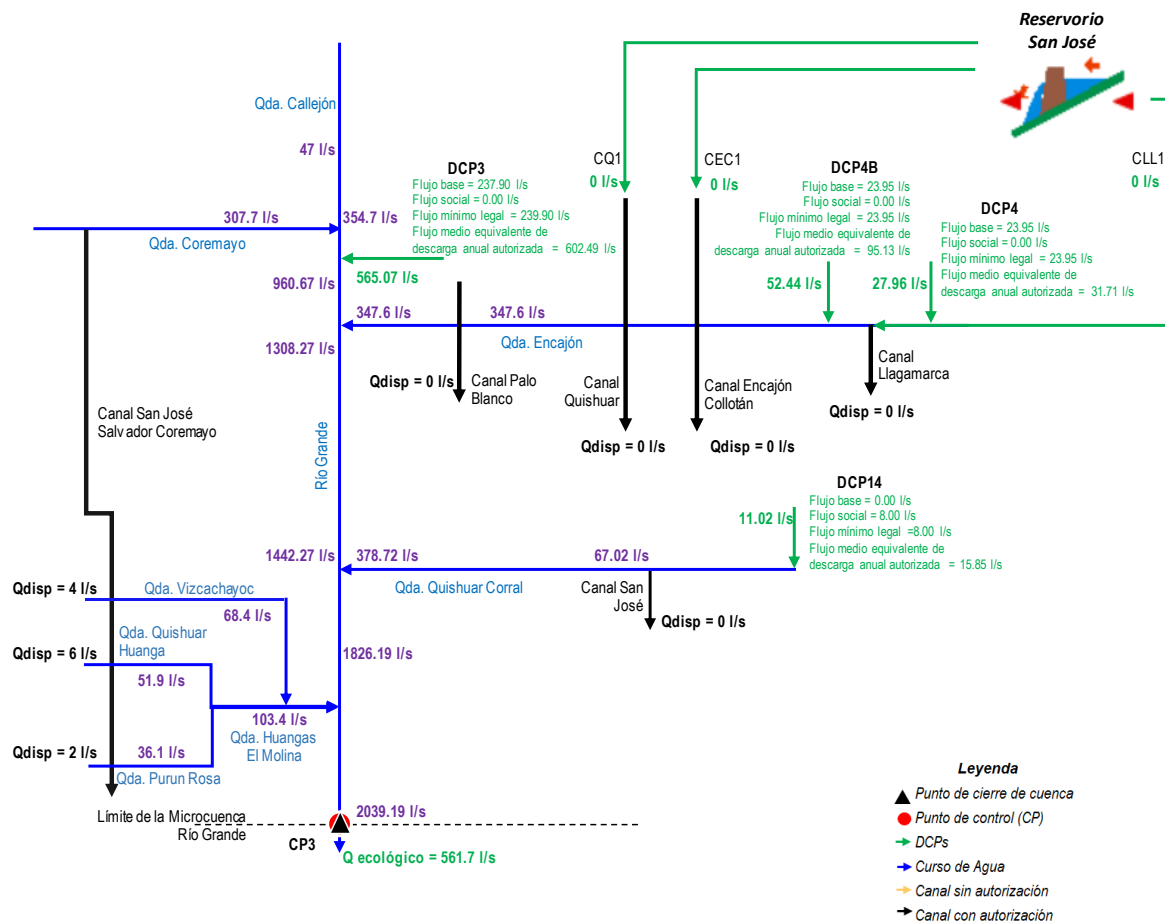 Reservorio
San José
Qda. Callejón
47 l/s
CQ1
0 l/s
CEC1
0 l/s
CLL1
0 l/s
DCP3
Flujo base = 237.90 l/s
Flujo social = 0.00 l/s
Flujo mínimo legal = 239.90 l/s
Flujo medio equivalente de
descarga anual autorizada = 602.49 l/s
DCP4B
Flujo base = 23.95 l/s
Flujo social = 0.00 l/s
Flujo mínimo legal = 23.95 l/s
Flujo medio equivalente de
descarga anual autorizada = 95.13 l/s
DCP4
Flujo base = 23.95 l/s
Flujo social = 0.00 l/s
Flujo mínimo legal = 23.95 l/s
Flujo medio equivalente de
descarga anual autorizada = 31.71 l/s
307.7 l/s
354.7 l/s
Qda. Coremayo
960.67 l/s
565.07 l/s
52.44 l/s
27.96 l/s
347.6 l/s
347.6 l/s
Qda. Encajón
1308.27 l/s
Qdisp = 0 l/s
Canal Palo
Blanco
Canal
Quishuar
Qdisp = 0 l/s
Canal Encajón
Collotán
Qdisp = 0 l/s
Canal
Llagamarca
Qdisp = 0 l/s
Canal San José
Salvador Coremayo
Río Grande
DCP14
Flujo base = 0.00 l/s
Flujo social = 8.00 l/s
Flujo mínimo legal =8.00 l/s
Flujo medio equivalente de
descarga anual autorizada = 15.85 l/s
11.02 l/s
1442.27 l/s
378.72 l/s
67.02 l/s
Qda. Quishuar Corral
Canal San
José
Qdisp = 0 l/s
Qdisp = 4 l/s
Qda. Vizcachayoc
68.4 l/s
Qdisp = 6 l/s
Qda. Quishuar
Huanga
51.9 l/s
1826.19 l/s
103.4 l/s
Qda. Huangas
El Molina
Qdisp = 2 l/s
36.1 l/s
Qda. Purun Rosa
Límite de la Microcuenca
Río Grande
2039.19 l/s
CP3
Q ecológico = 561.7 l/s
Leyenda
Punto de cierre de cuenca
Punto de control (CP)
DCPs
Curso de Agua
Canal sin autorización
Canal con autorización